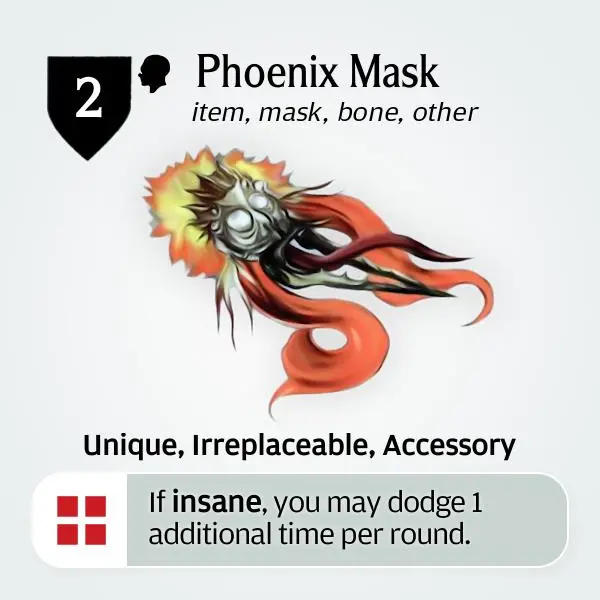 2
Phoenix Mask
item, mask, bone, other
Unique, Irreplaceable, Accessory
If insane, you may dodge 1
additional time per round.